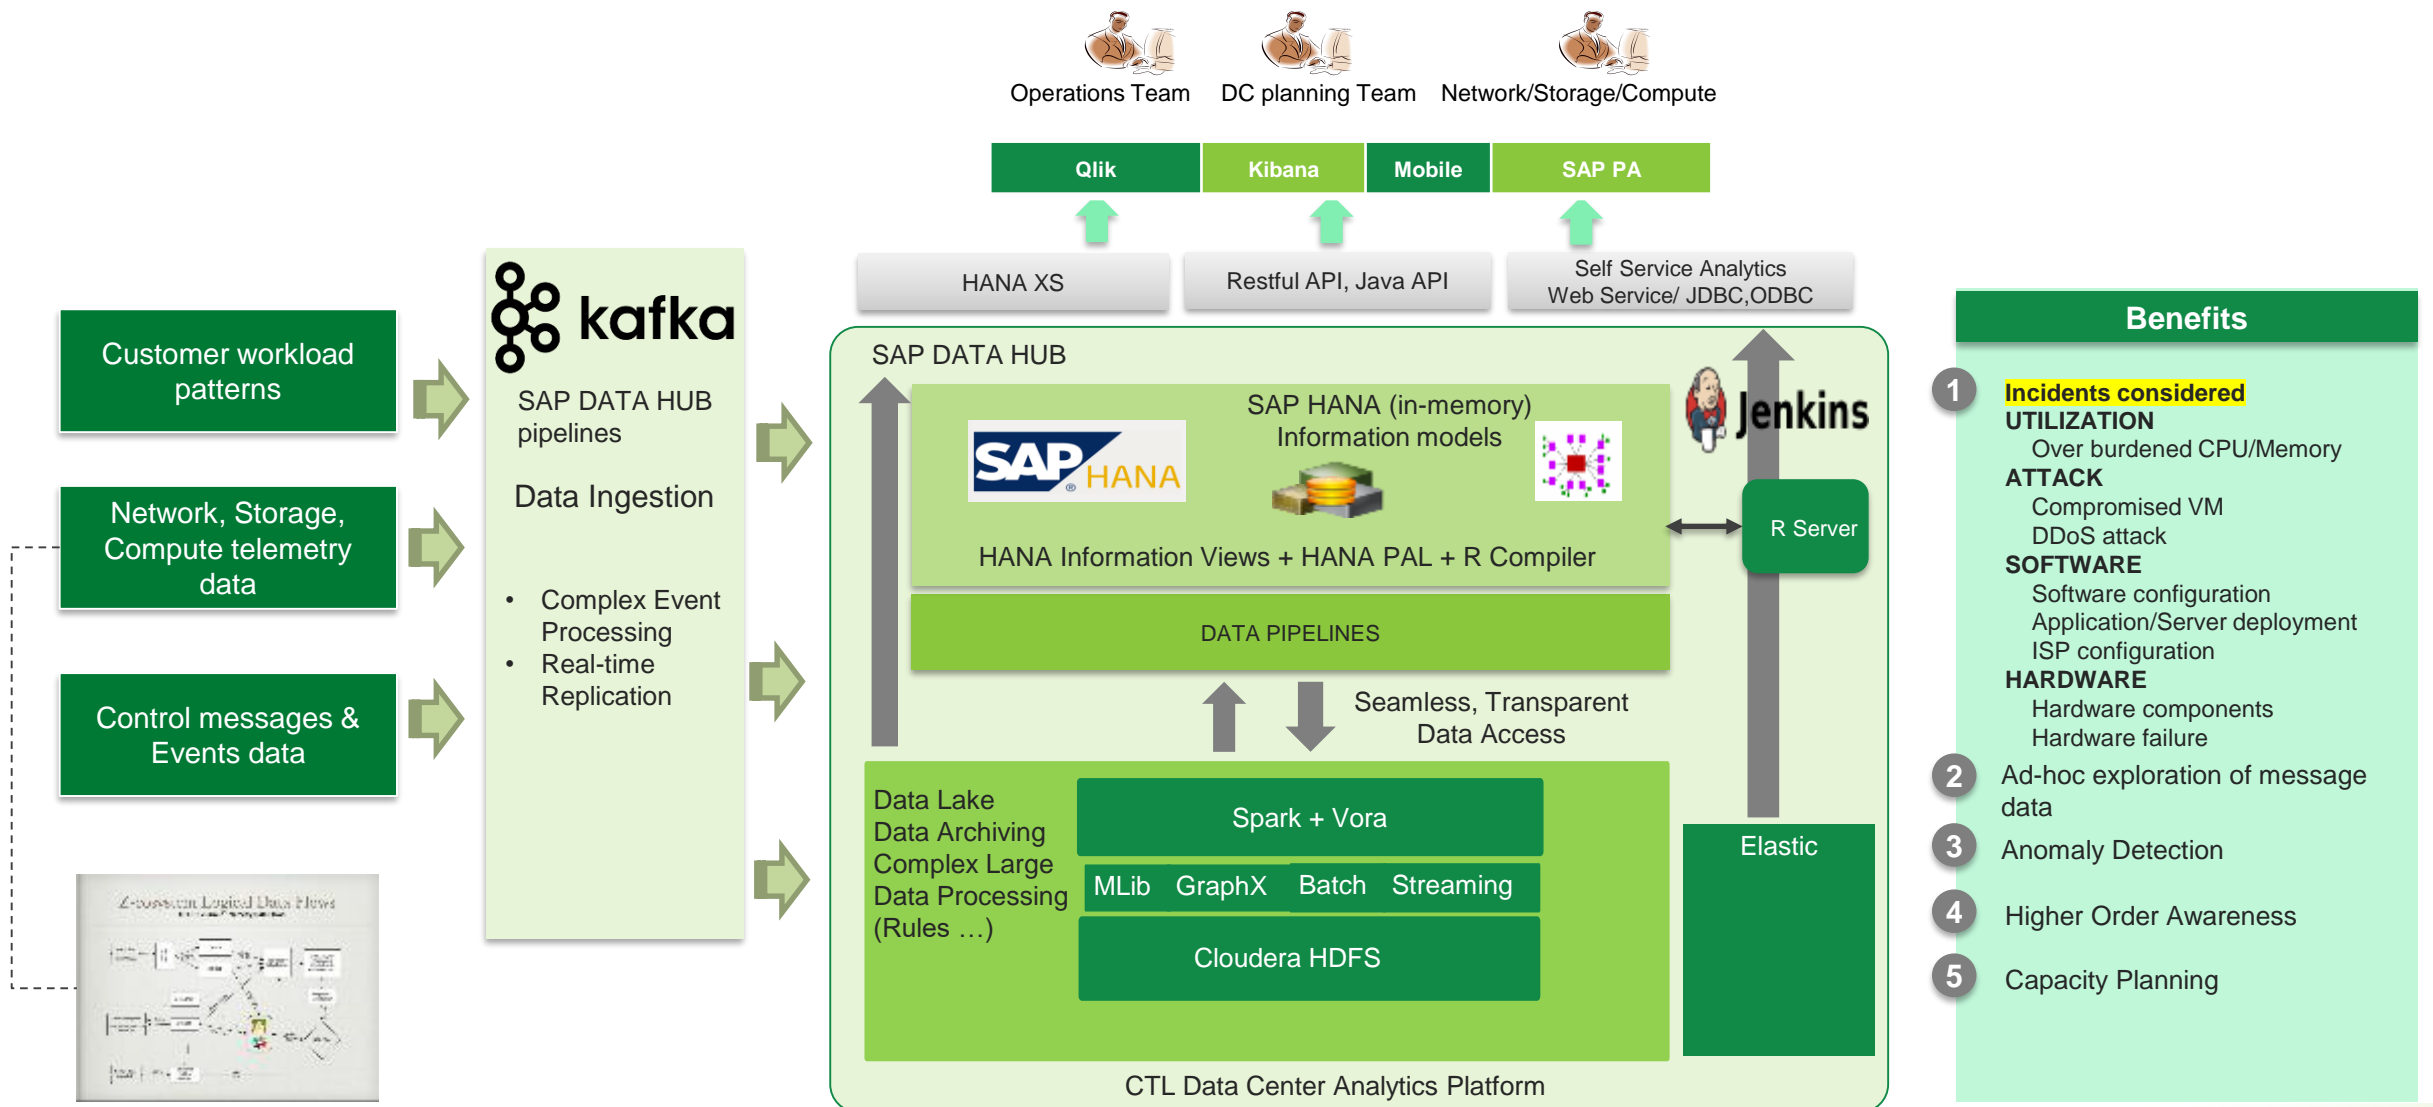 Operations Team
DC planning Team
Network/Storage/Compute
Qlik
Kibana
Mobile
SAP PA
HANA XS
Restful API, Java API
Self Service Analytics
Web Service/ JDBC,ODBC
Customer workload
patterns
Network, Storage,
Compute telemetry
data
Control messages &
Events data
Z-cosystem Logical Data Flows
kafka
SAP DATA HUB
pipelines
Data Ingestion
• Complex Event
Processing
• Real-time
Replication
SAP DATA HUB
SAP HANA (in-memory)
Information models
SAP HANA
®
HANA Information Views + HANA PAL + R Compiler
Jenkins
R Server
DATA PIPELINES
Seamless, Transparent
Data Access
Data Lake
Data Archiving
Complex Large
Data Processing
(Rules …)
Spark + Vora
MLib
GraphX
Batch
Streaming
Cloudera HDFS
Elastic
CTL Data Center Analytics Platform
Benefits
1
Incidents considered
UTILIZATION
Over burdened CPU/Memory
ATTACK
Compromised VM
DDoS attack
SOFTWARE
Software configuration
Application/Server deployment
ISP configuration
HARDWARE
Hardware components
Hardware failure
2
Ad-hoc exploration of message
data
3
Anomaly Detection
4
Higher Order Awareness
5
Capacity Planning